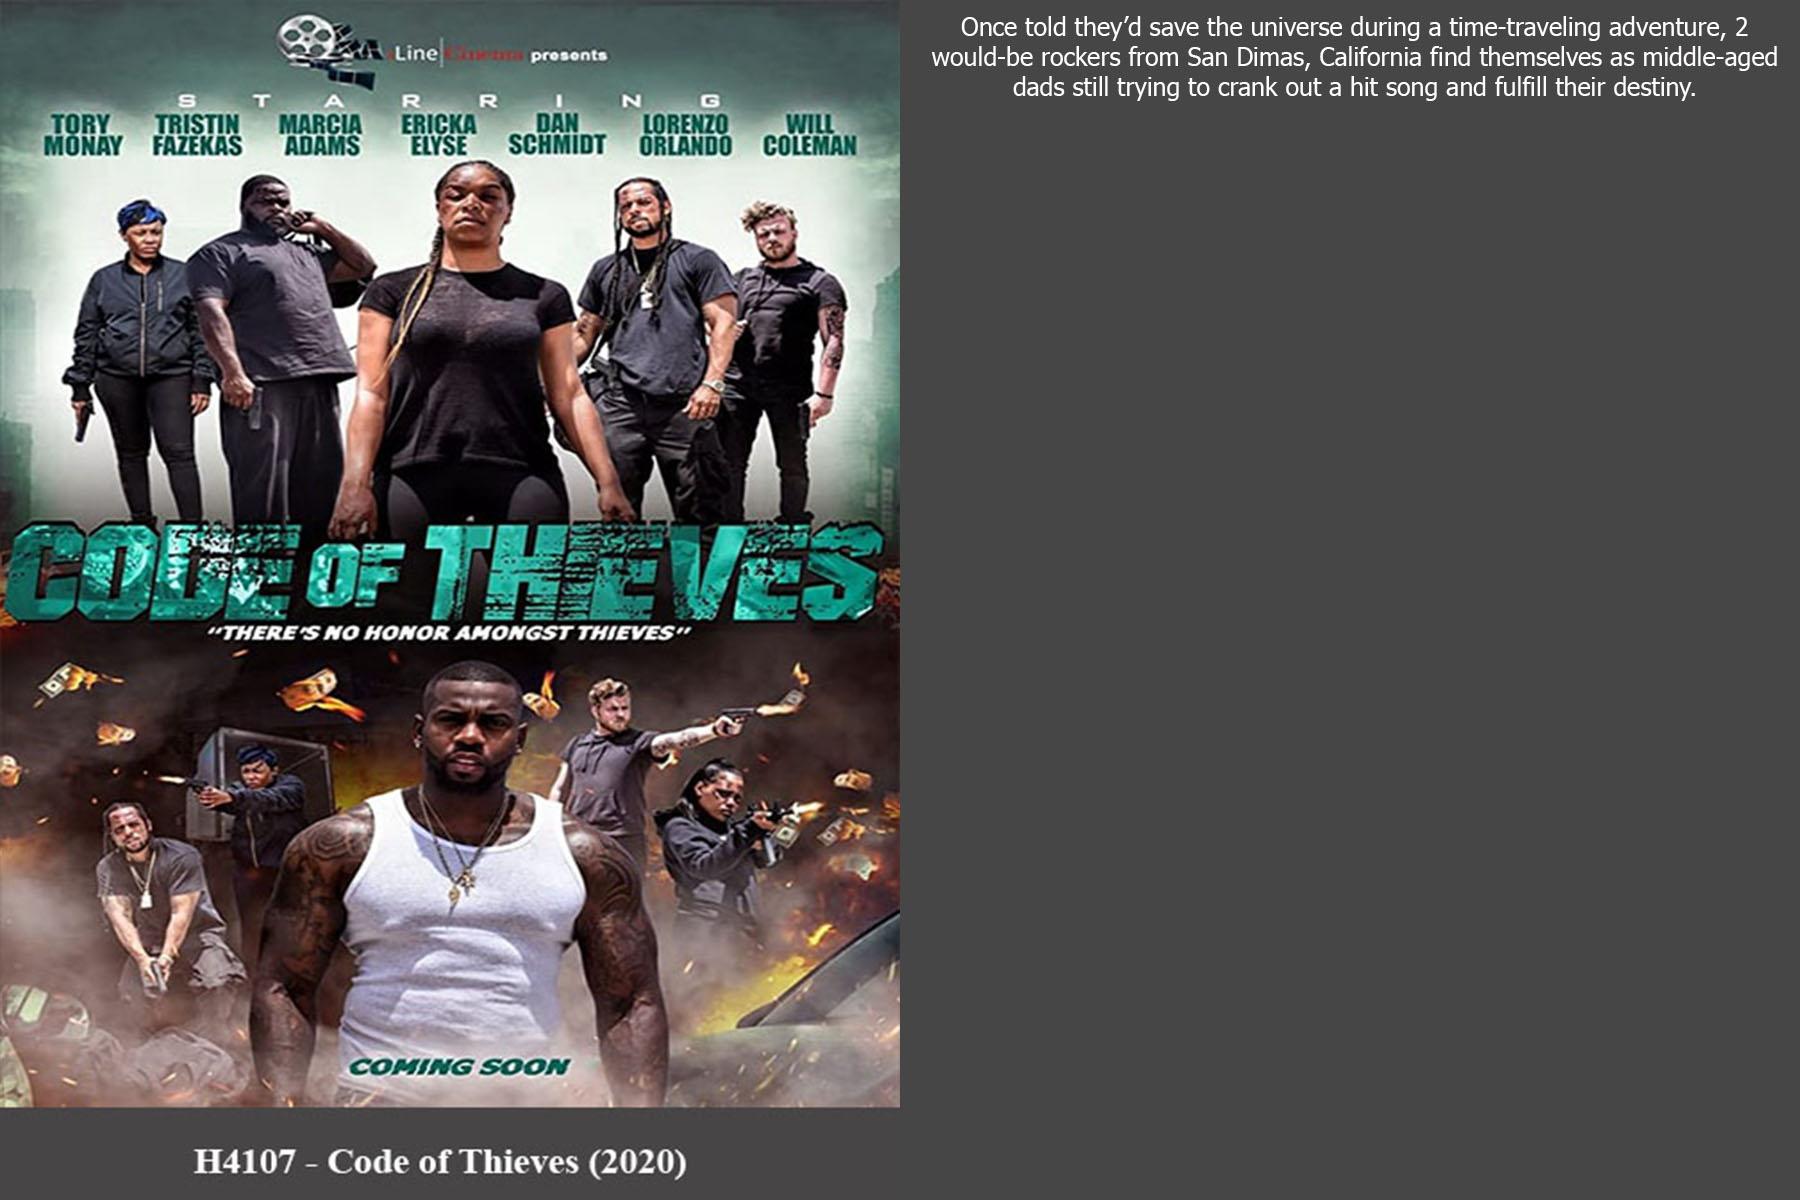 Line Cinema presents
STARRING
TORY MONAY TRISTIN FAZEKAS MARCIA ADAMS ERICKA ELYSE DAN SCHMIDT LORENZO ORLANDO WILL COLEMAN
CODE OF THIEVES
“THERE’S NO HONOR AMONGST THIEVES”
COMING SOON
H4107 - Code of Thieves (2020)
Once told they’d save the universe during a time-traveling adventure, 2
would-be rockers from San Dimas, California find themselves as middle-aged
dads still trying to crank out a hit song and fulfill their destiny.